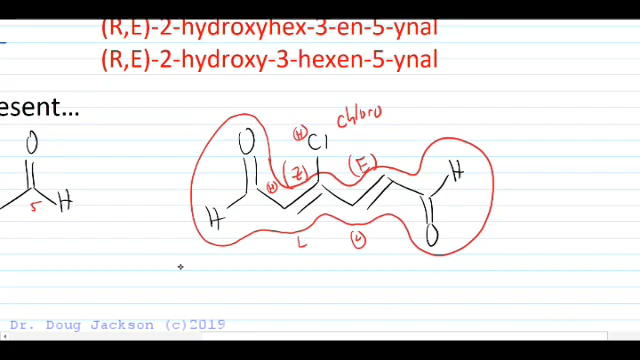 (R,E)-2-hydroxyhex-3-en-5-ynal
(R,E)-2-hydroxy-3-hexen-5-ynal
esent...
chloro
O O H Cl
(Z) (E) H
5 H H H
L H O
Dr. Doug Jackson (c)2019